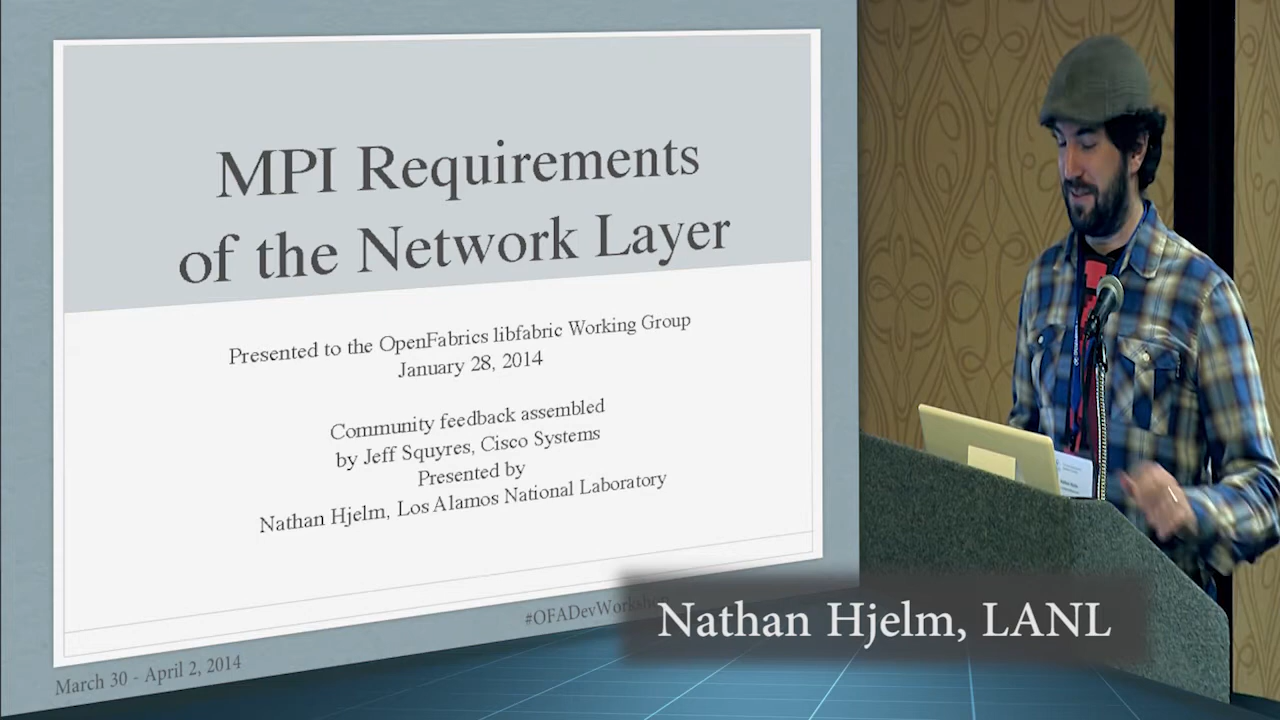 MPI Requirements
of the Network Layer
Presented to the OpenFabrics libfabric Working Group
January 28, 2014
Community feedback assembled
by Jeff Squyres, Cisco Systems
Presented by
Nathan Hjelm, Los Alamos National Laboratory
#OFADevWorkshop
March 30 - April 2, 2014
Nathan Hjelm, LANL